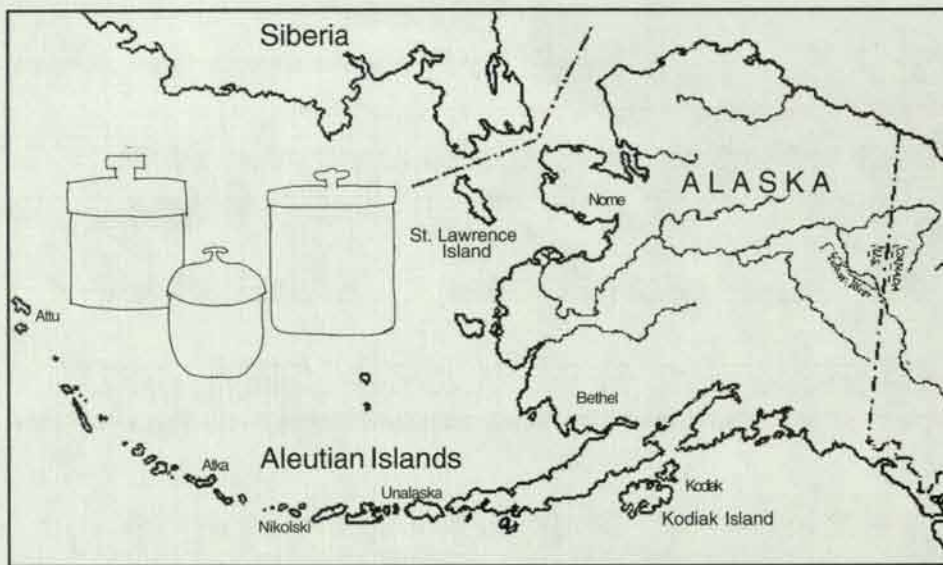 Siberia
ALASKA
Nome
St. Lawrence
Island
Attu
Bethel
Aleutian Islands
Atka
Unalaska
Nikolski
Kodiak
Kodiak Island